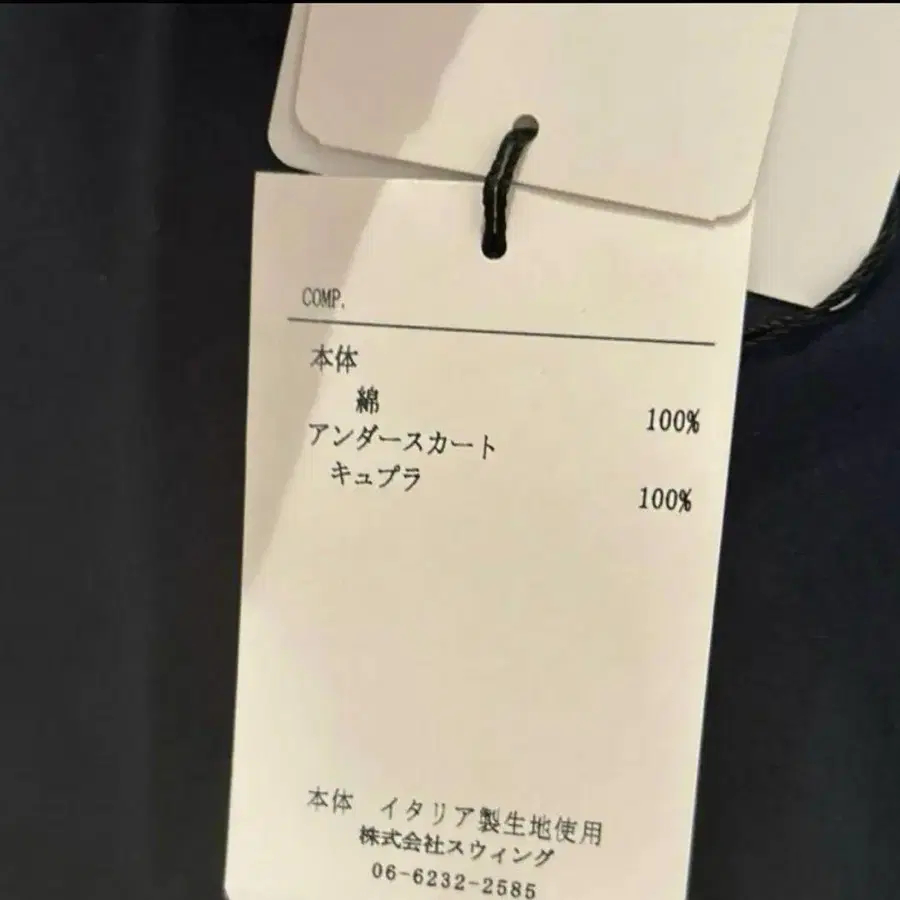 COMP.
本体
綿 100%
アンダースカート
キュプラ 100%
本体 イタリア製生地使用
株式会社スウィング
06-6232-2585